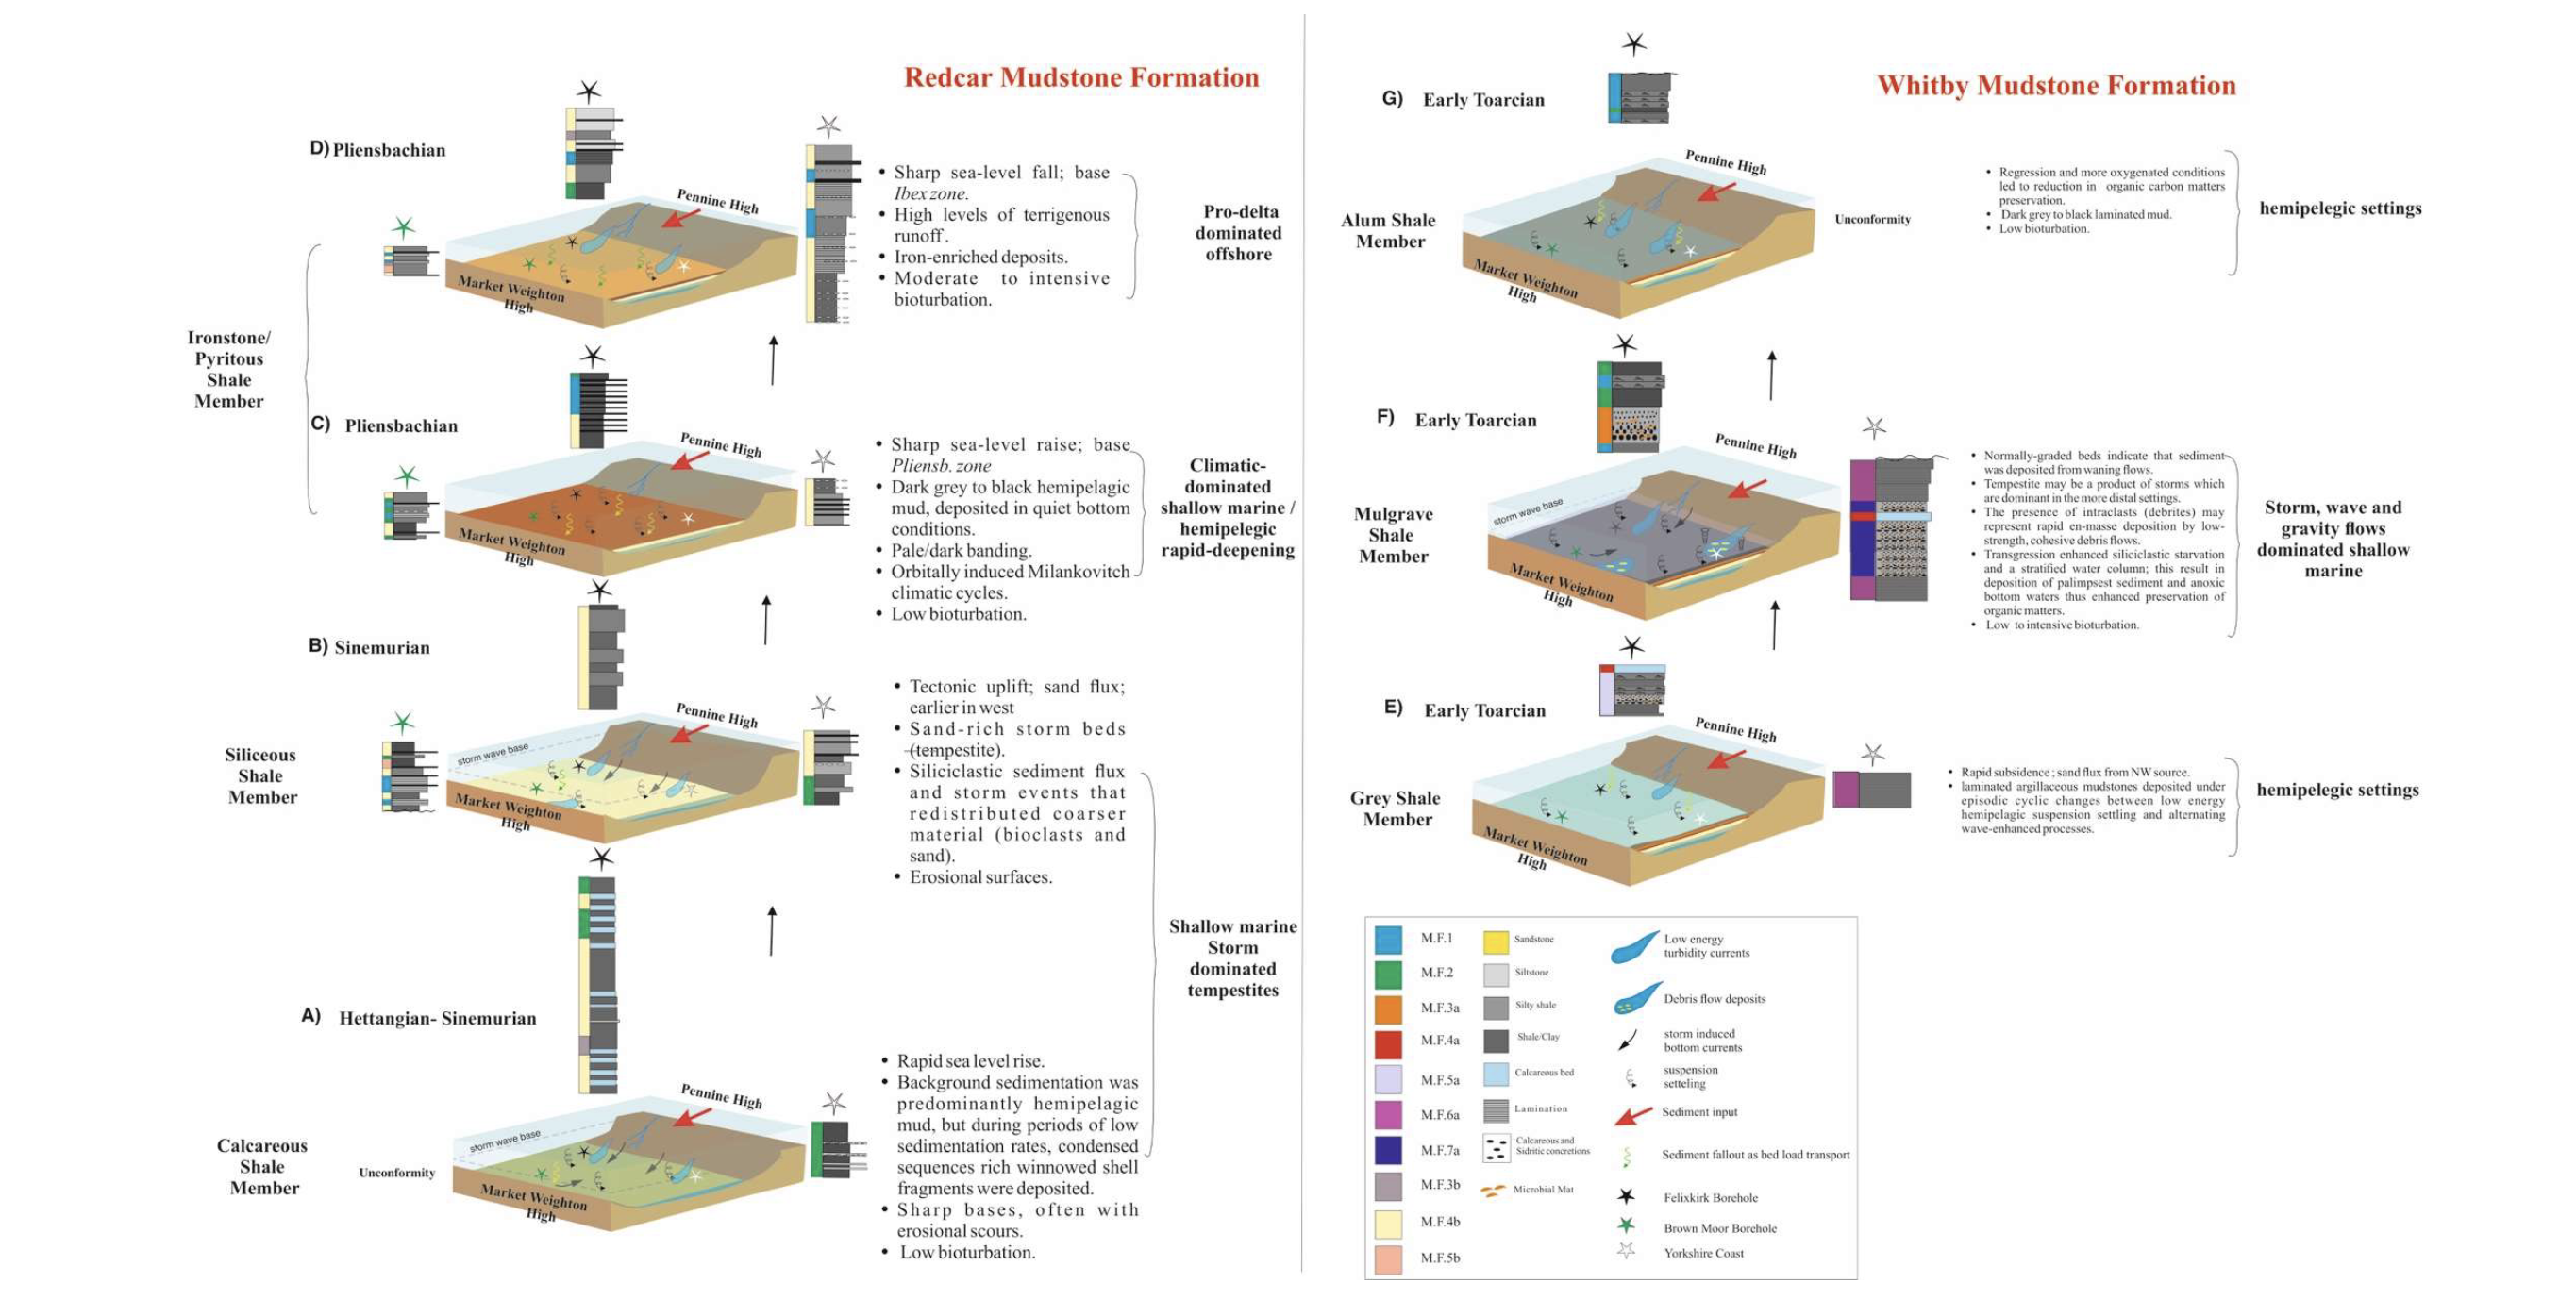 Redcar Mudstone Formation
D) Pliensbachian
Pennine High
Market Weighton
High
• Sharp sea-level fall; base
Ibex zone.
• High levels of terrigenous
runoff.
• Iron-enriched deposits.
• Moderate to intensive
bioturbation.
Pro-delta
dominated
offshore
Ironstone/
Pyritous
Shale
Member
C) Pliensbachian
Pennine High
Market Weighton
High
• Sharp sea-level raise; base
Pliensb. zone
• Dark grey to black hemipelagic
mud, deposited in quiet bottom
conditions.
• Pale/dark banding.
• Orbitally induced Milankovitch
climatic cycles.
• Low bioturbation.
Climatic-
dominated
shallow marine /
hemipelegic
rapid-deepening
B) Sinemurian
Siliceous
Shale
Member
storm wave base
Pennine High
Market Weighton
High
• Tectonic uplift; sand flux;
earlier in west
• Sand-rich storm beds
(tempestite).
• Siliciclastic sediment flux
and storm events that
redistributed coarser
material (bioclasts and
sand).
• Erosional surfaces.
Shallow marine
Storm
dominated
tempestites
A) Hettangian- Sinemurian
Calcareous
Shale
Member
Unconformity
storm wave base
Pennine High
Market Weighton
High
• Rapid sea level rise.
• Background sedimentation was
predominantly hemipelagic
mud, but during periods of low
sedimentation rates, condensed
sequences rich winnowed shell
fragments were deposited.
• Sharp bases, often with
erosional scours.
• Low bioturbation.
Whitby Mudstone Formation
G) Early Toarcian
Alum Shale
Member
Pennine High
Market Weighton
High
Unconformity
• Regression and more oxygenated conditions
led to reduction in organic carbon matters
preservation.
• Dark grey to black laminated mud.
• Low bioturbation.
hemipelegic settings
F) Early Toarcian
Mulgrave
Shale
Member
storm wave base
Pennine High
Market Weighton
High
• Normally-graded beds indicate that sediment
was deposited from waning flows.
• Tempestite may be a product of storms which
are dominant in the more distal settings.
• The presence of intraclasts (debrites) may
represent rapid en-masse deposition by low-
strength, cohesive debris flows.
• Transgression enhanced siliciclastic starvation
and a stratified water column; this result in
deposition of palimpsest sediment and anoxic
bottom waters thus enhanced preservation of
organic matters.
• Low to intensive bioturbation.
Storm, wave and
gravity flows
dominated shallow
marine
E) Early Toarcian
Grey Shale
Member
Pennine High
Market Weighton
High
• Rapid subsidence ; sand flux from NW source.
• laminated argillaceous mudstones deposited under
episodic cyclic changes between low energy
hemipelagic suspension settling and alternating
wave-enhanced processes.
hemipelegic settings
M.F.1
M.F.2
M.F.3a
M.F.4a
M.F.5a
M.F.6a
M.F.7a
M.F.3b
M.F.4b
M.F.5b
Sandstone
Siltstone
Silty shale
Shale/Clay
Calcareous bed
Lamination
Calcareous and
Sidritic concretions
Microbial Mat
Low energy
turbidity currents
Debris flow deposits
storm induced
bottom currents
suspension
setteling
Sediment input
Sediment fallout as bed load transport
Felixkirk Borehole
Brown Moor Borehole
Yorkshire Coast